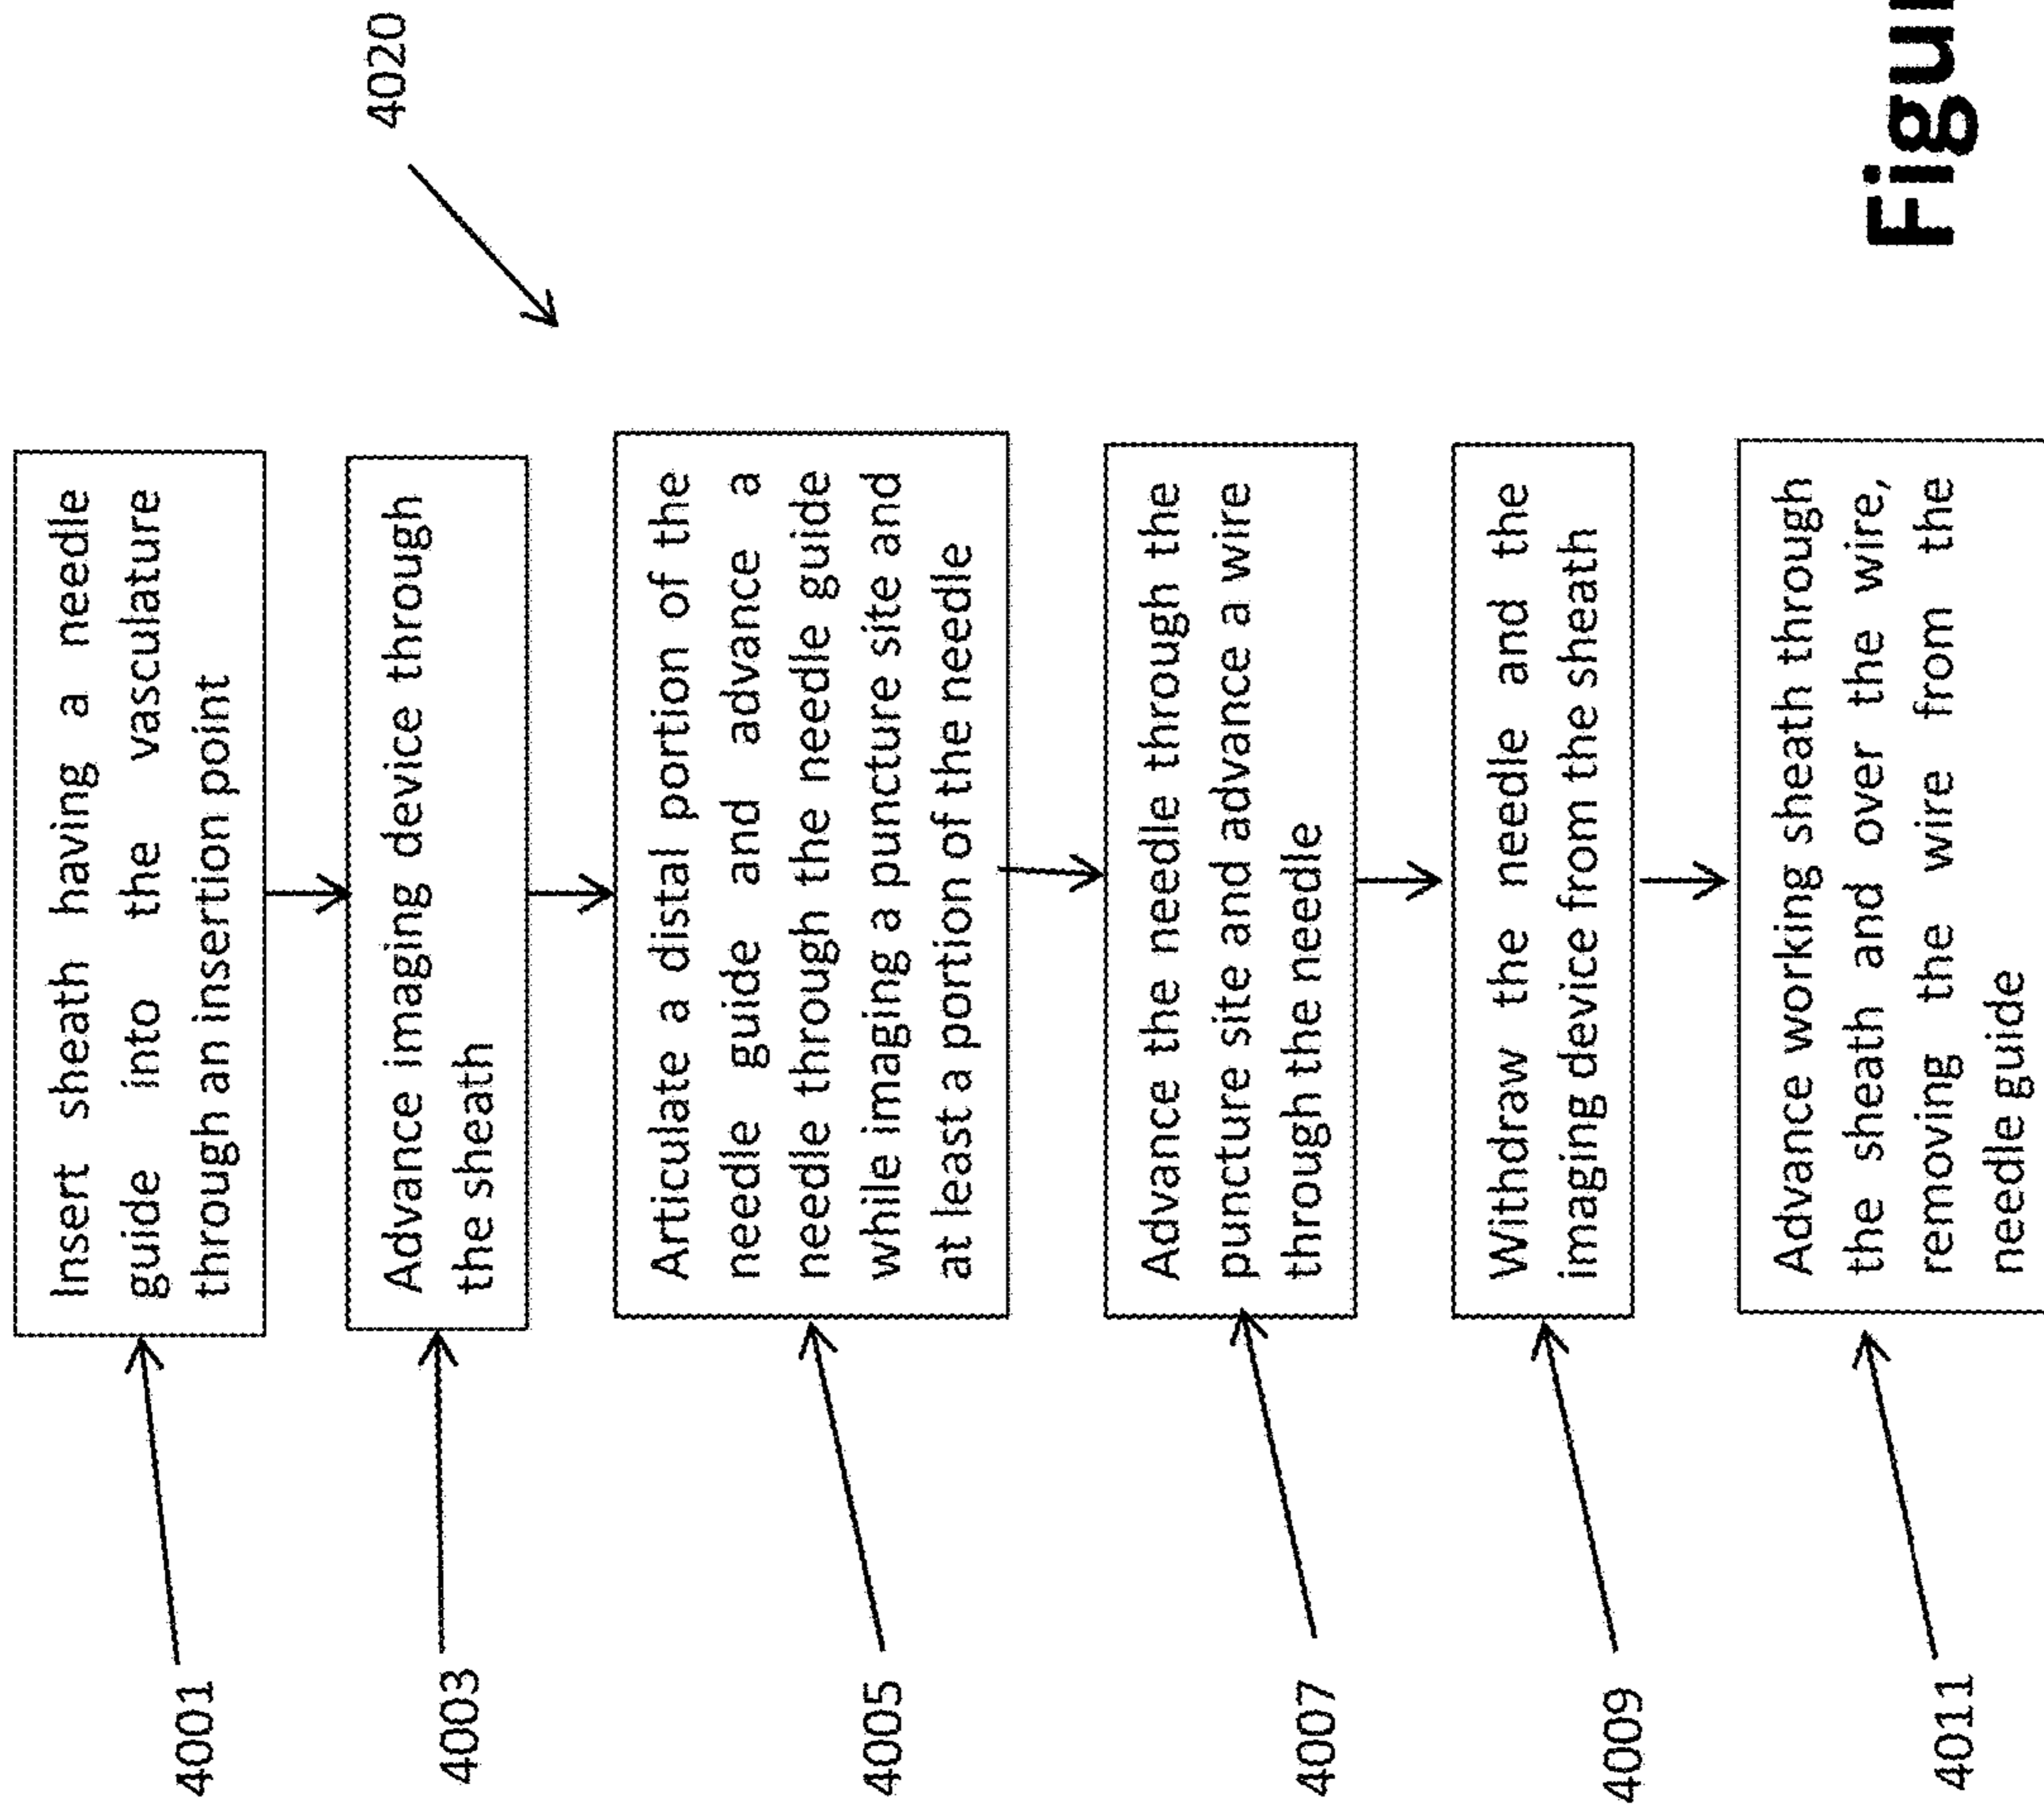 4020
4001
Insert sheath having a needle
guide into the vasculature
through an insertion point
4003
Advance imaging device through
the sheath
4005
Articulate a distal portion of the
needle guide and advance a
needle through the needle guide
while imaging a puncture site and
at least a portion of the needle
4007
Advance the needle through the
puncture site and advance a wire
through the needle
4009
Withdraw the needle and the
imaging device from the sheath
4011
Advance working sheath through
the sheath and over the wire,
removing the wire from the
needle guide